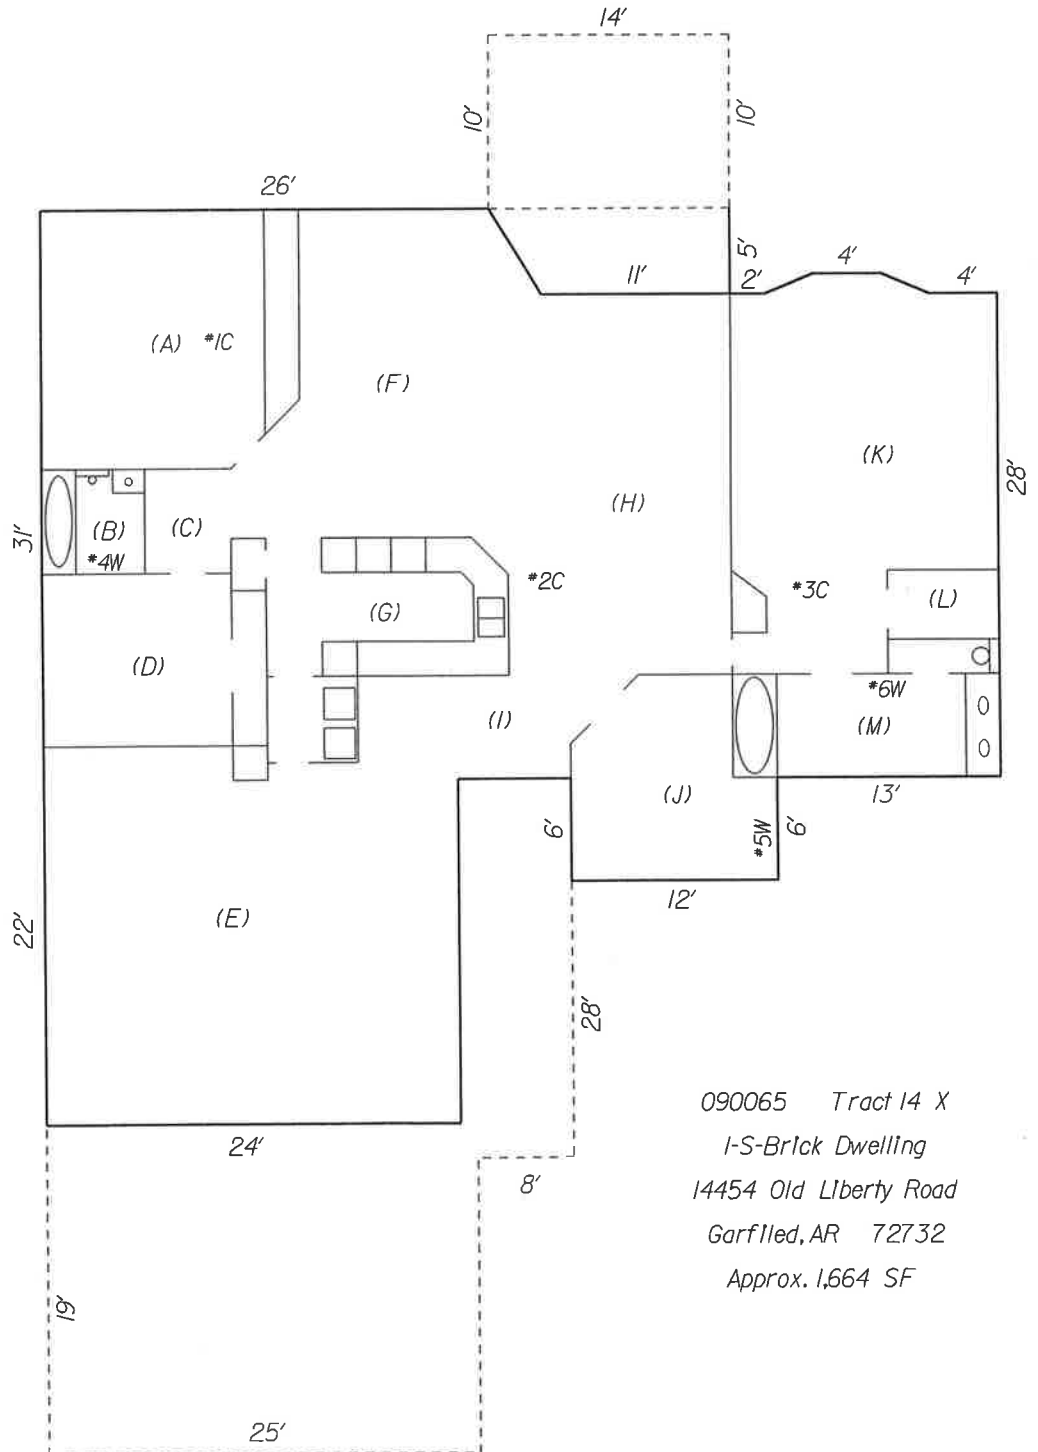 14'
10'
10'
26'
5'
4'
11'
2'
4'
(A) #1C
(F)
(K)
28'
(H)
31'
(B)
(C)
#4W
#2C
#3C
(G)
(L)
(D)
#6W
(I)
(M)
(J)
13'
6'
#5W
6'
12'
(E)
22'
28'
24'
8'
19'
25'
090065 Tract 14 X
1-S-Brick Dwelling
14454 Old Liberty Road
Garfiled, AR 72732
Approx. 1,664 SF